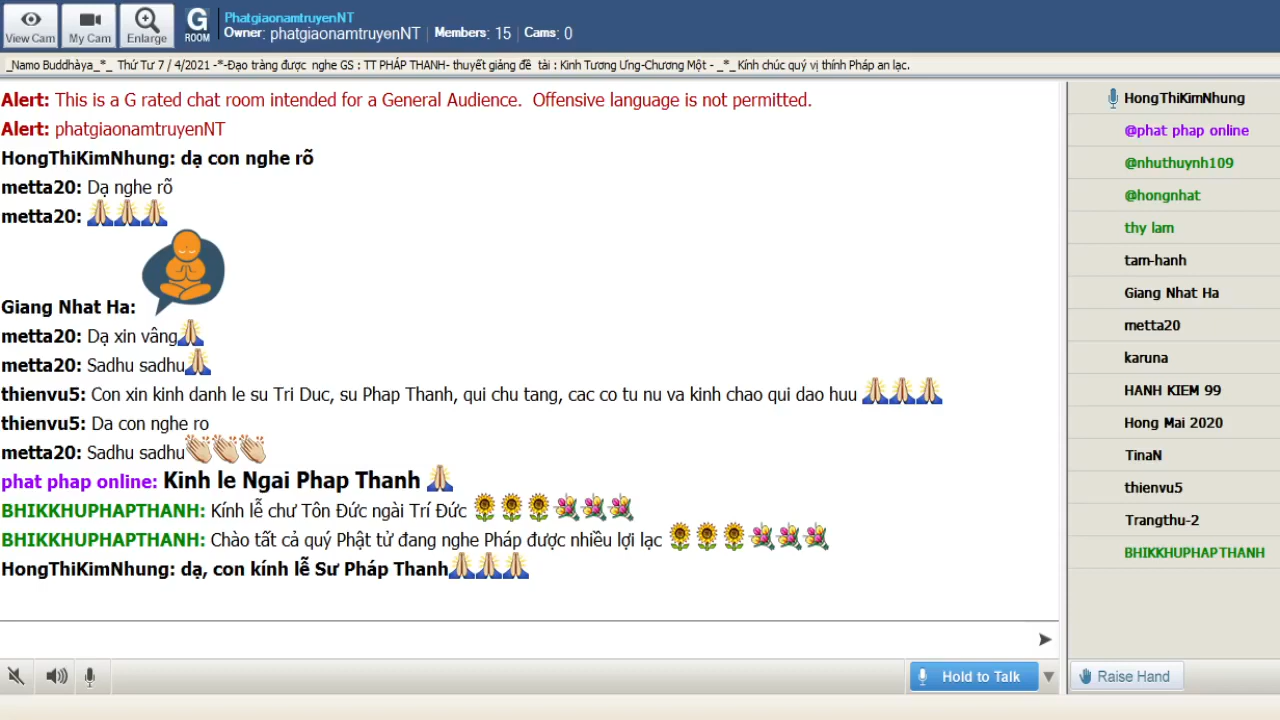 View Cam
My Cam
Enlarge
G
ROOM
PhatgiaonamtruyenNT
Owner: phatgiaonamtruyenNT | Members: 15 | Cams: 0
_Namo Buddhàya_*_ Thứ Tư 7 / 4/2021 -*-Đạo tràng được nghe GS : TT PHÁP THANH- thuyết giảng đề tài : Kinh Tương Ưng-Chương Một - _*_ Kính chúc quý vị thính Pháp an lạc.
Alert: This is a G rated chat room intended for a General Audience. Offensive language is not permitted.
Alert: phatgiaonamtruyenNT
HongThiKimNhung: dạ con nghe rõ
metta20: Dạ nghe rõ
metta20: 🙏🙏🙏
Giang Nhat Ha:
metta20: Dạ xin vâng🙏
metta20: Sadhu sadhu🙏
thienvu5: Con xin kinh danh le su Tri Duc, su Phap Thanh, qui chu tang, cac co tu nu va kinh chao qui dao huu 🙏🙏🙏
thienvu5: Da con nghe ro
metta20: Sadhu sadhu👏👏👏
phat phap online: Kinh le Ngai Phap Thanh 🙏
BHIKKHUPHAPTHANH: Kính lễ chư Tôn Đức ngài Trí Đức 🌻🌻🌻💐💐💐
BHIKKHUPHAPTHANH: Chào tất cả quý Phật tử đang nghe Pháp được nhiều lợi lạc 🌻🌻🌻💐💐💐
HongThiKimNhung: dạ, con kính lễ Sư Pháp Thanh🙏🙏🙏
Hold to Talk
HongThiKimNhung
@phat phap online
@nhuthuynh109
@hongnhat
thy lam
tam-hanh
Giang Nhat Ha
metta20
karuna
HANH KIEM 99
Hong Mai 2020
TinaN
thienvu5
Trangthu-2
BHIKKHUPHAPTHANH
Raise Hand